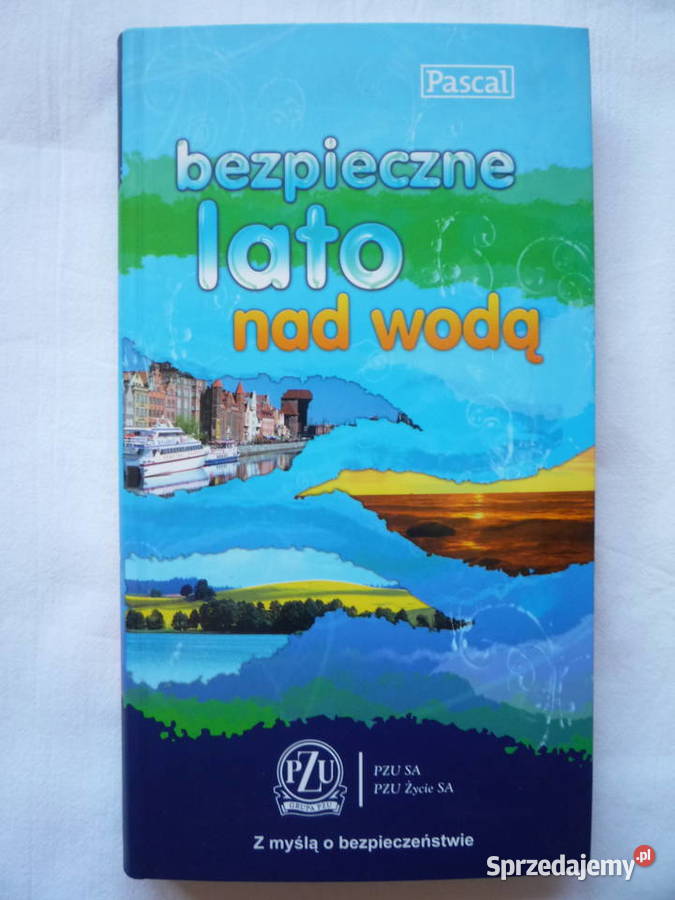 Pascal
bezpieczne
lato
nad wodą
PZU
GRUPA PZU
PZU SA
PZU Życie SA
Z myślą o bezpieczeństwie
Sprzedajemy.pl